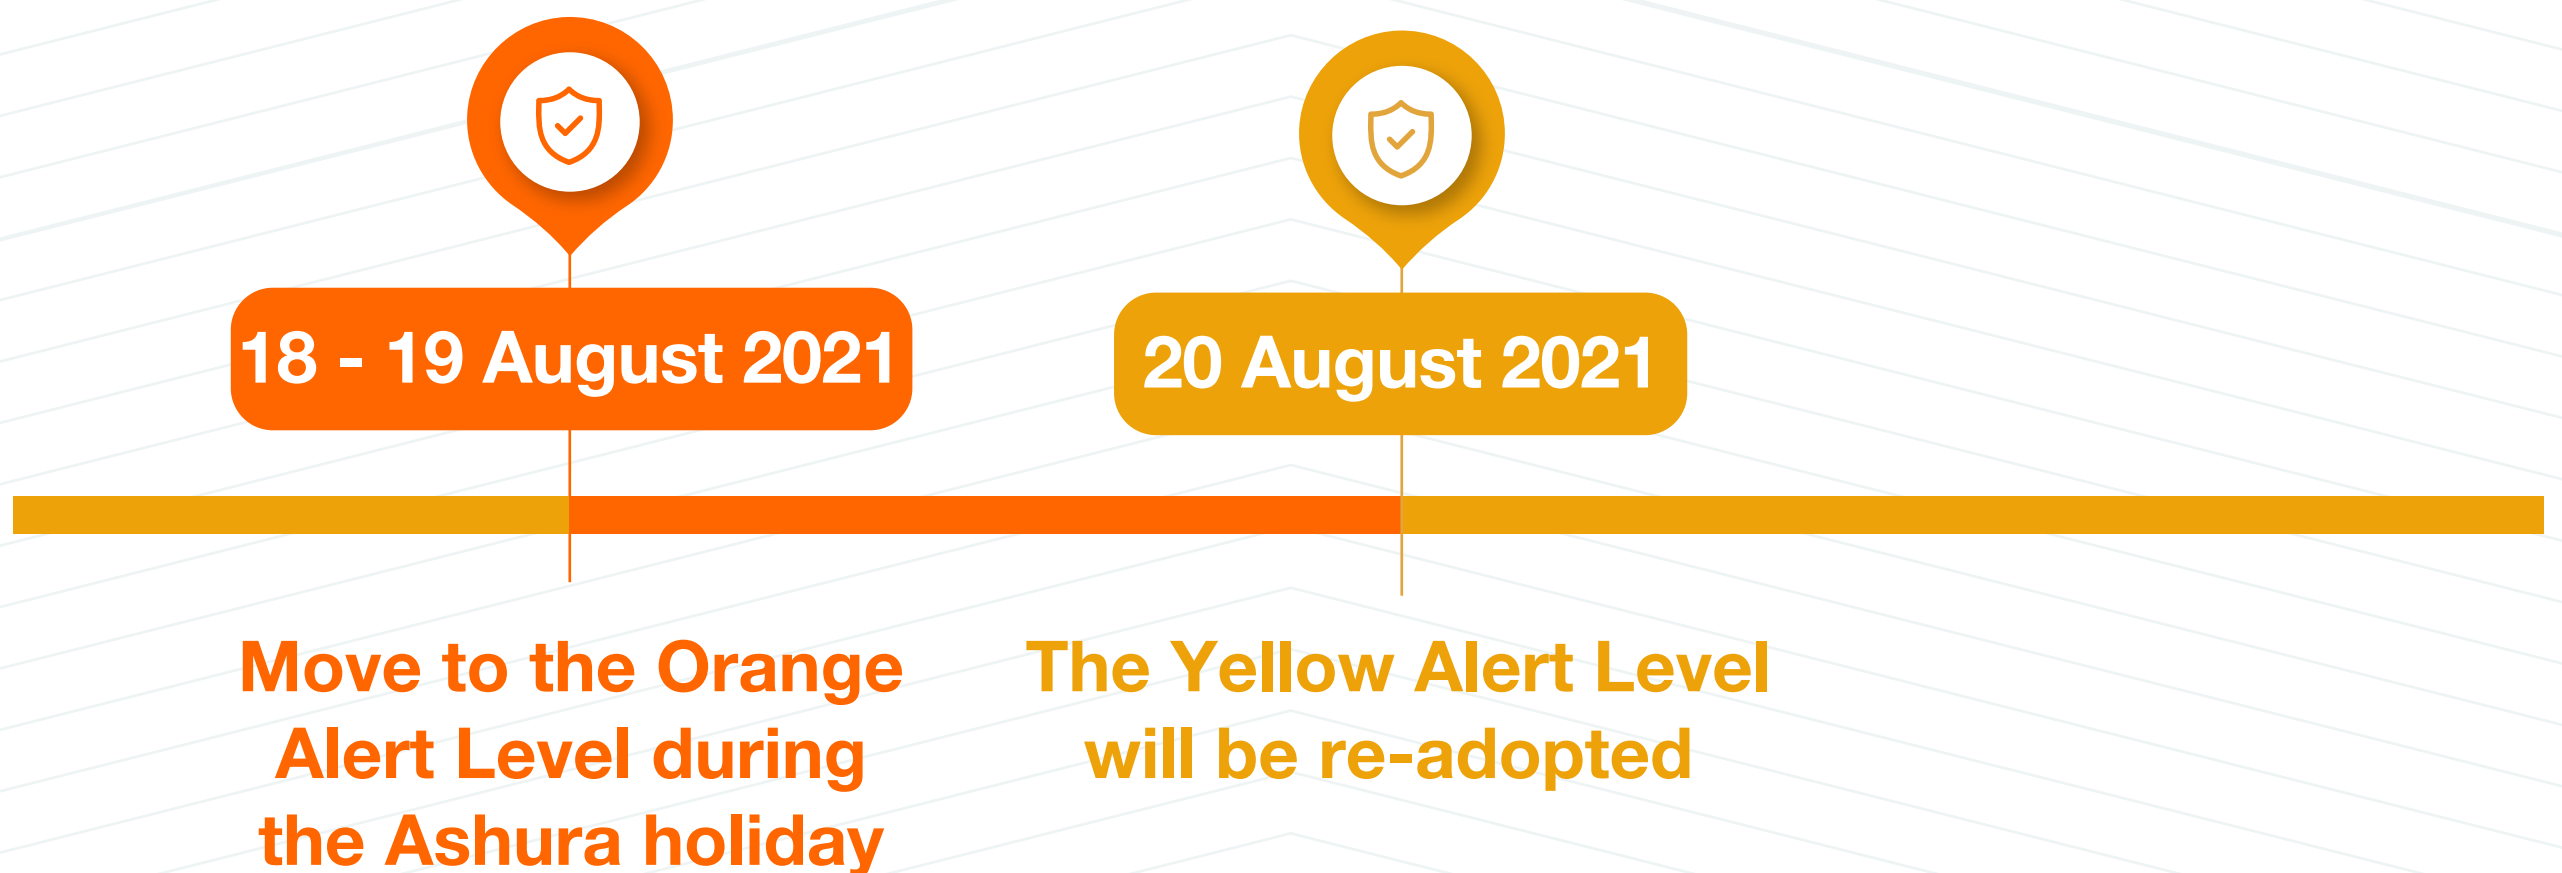 18 - 19 August 2021
20 August 2021
Move to the Orange
Alert Level during
the Ashura holiday
The Yellow Alert Level
will be re-adopted